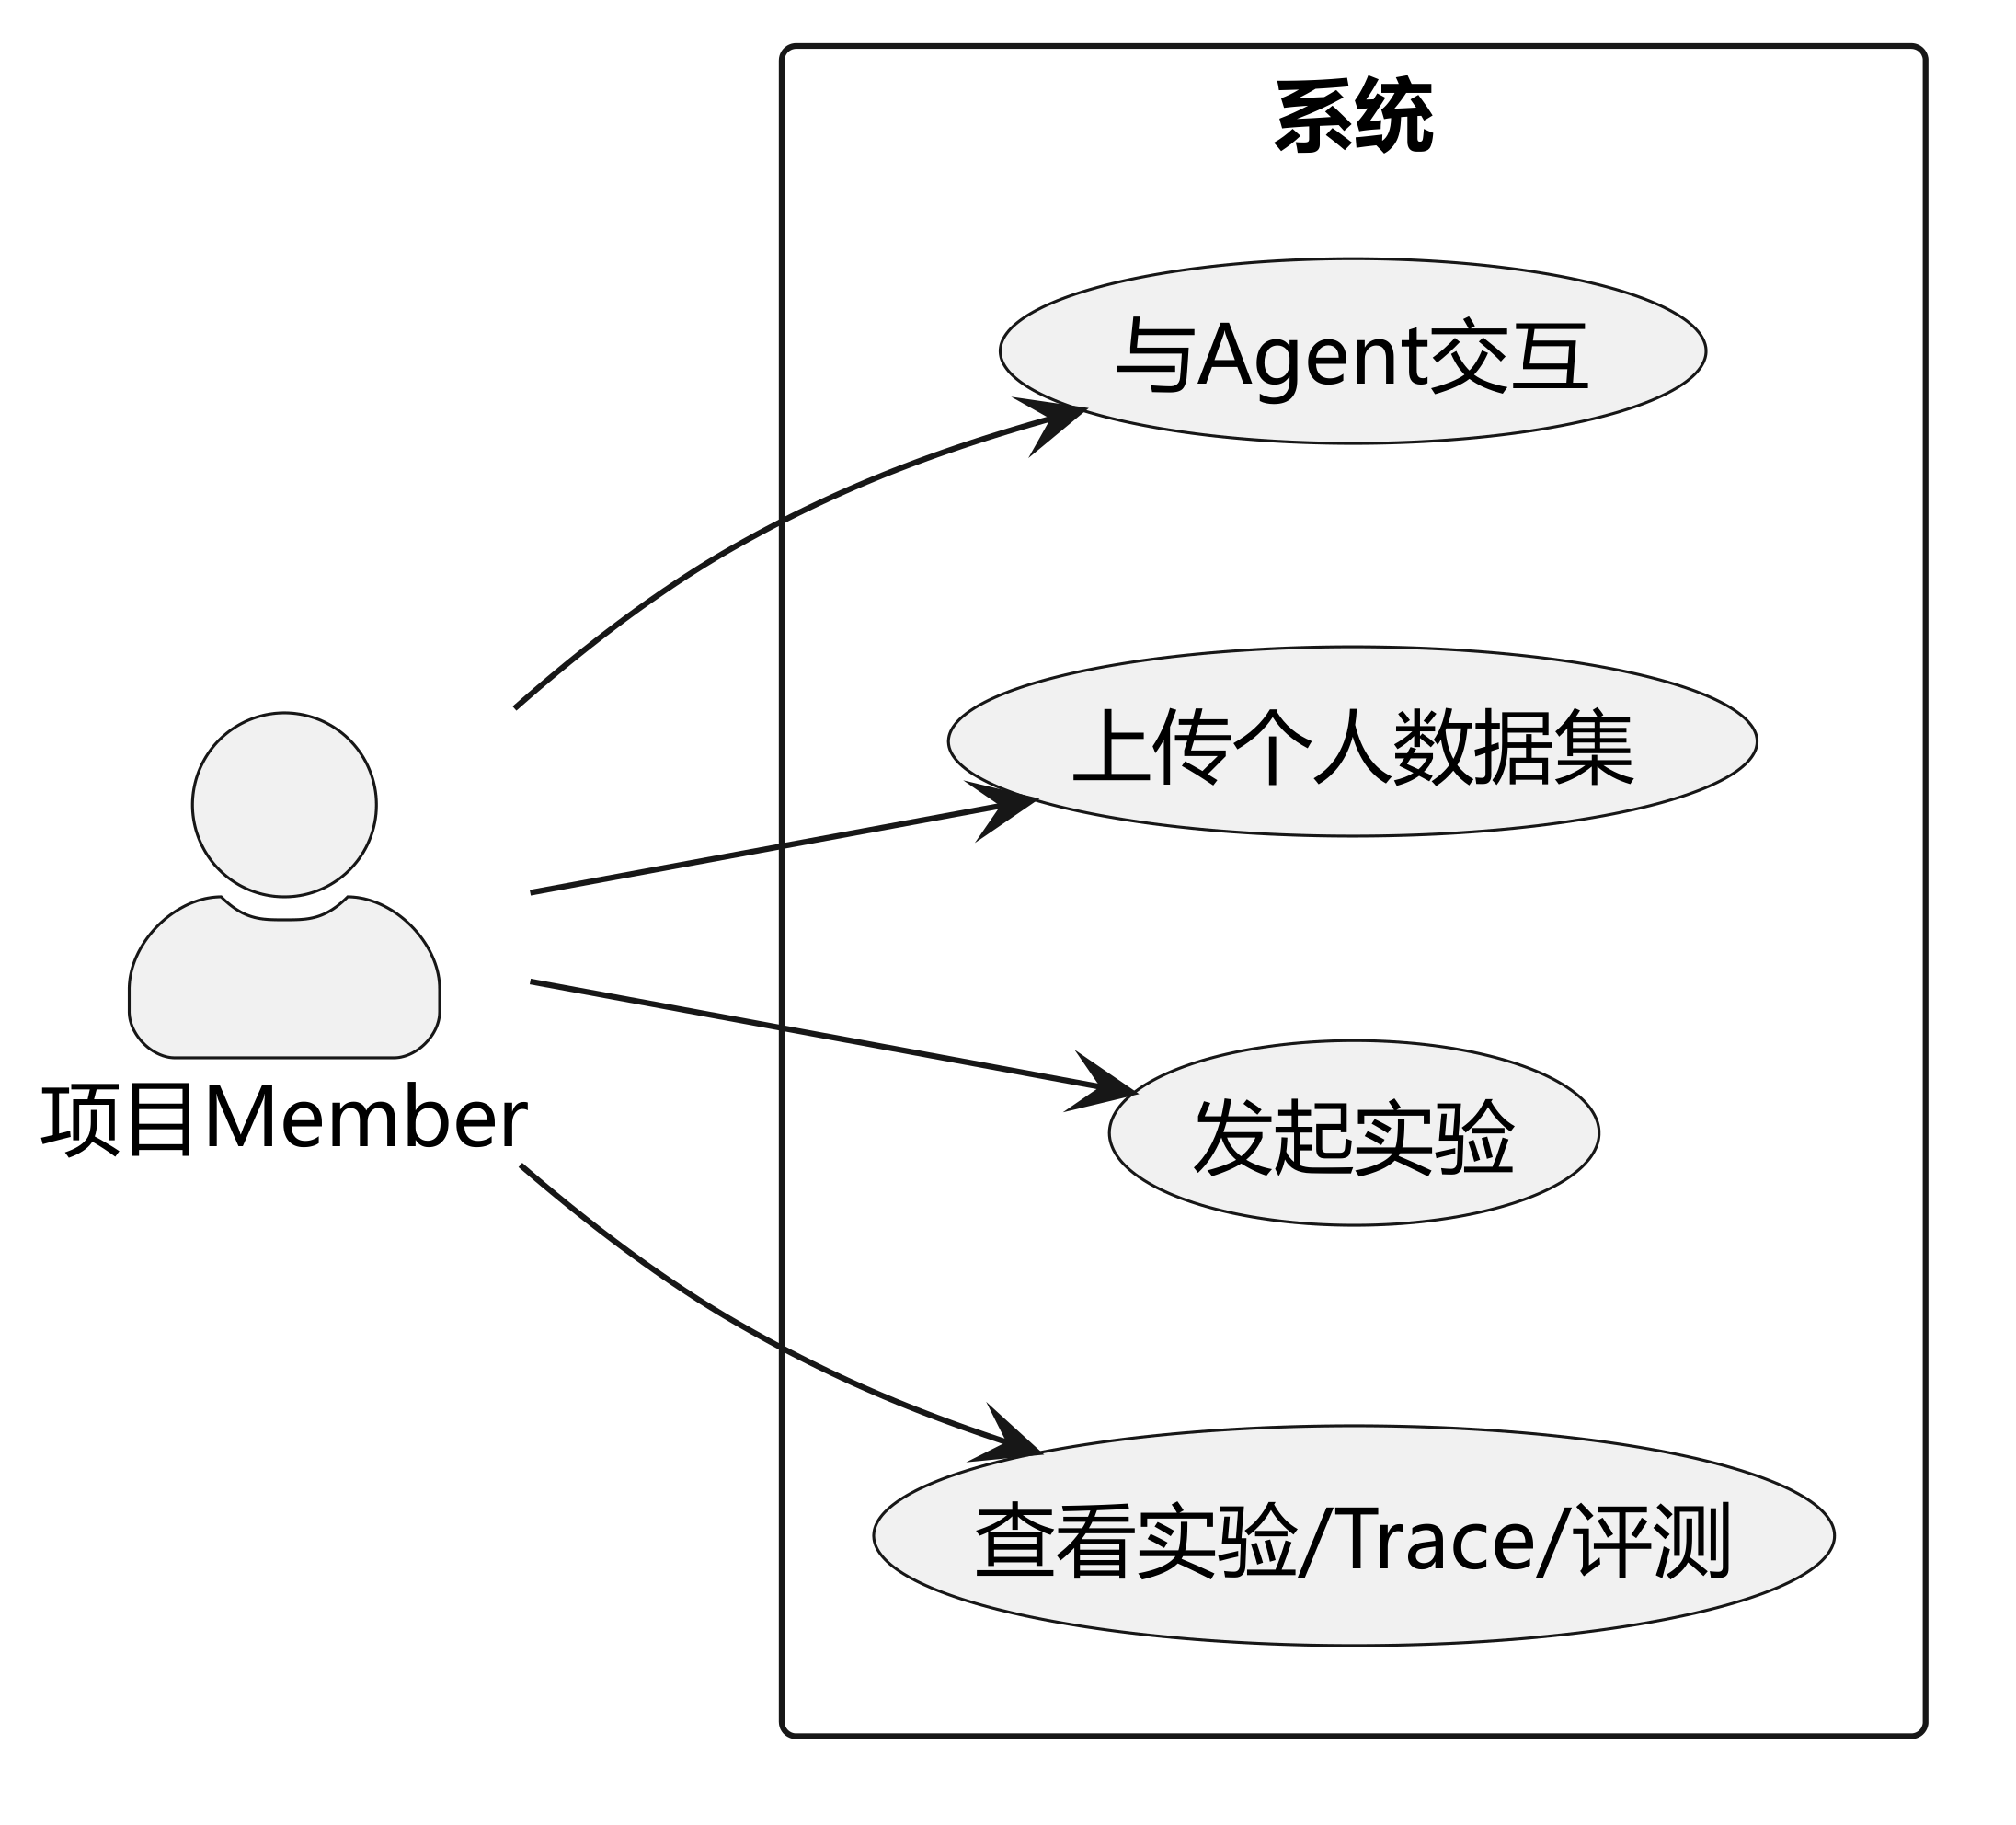 系统
与Agent交互
上传个人数据集
项目Member
发起实验
查看实验/Trace/评测